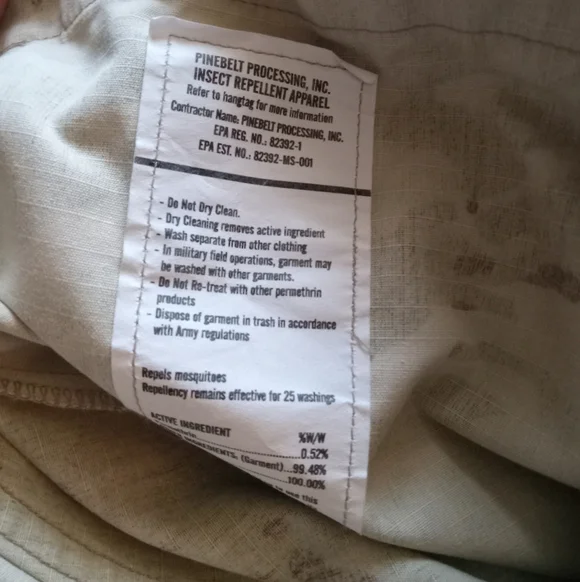 PINEBELT PROCESSING, INC.
INSECT REPELLENT APPAREL
Refer to hangtag for more information
Contractor Name: PINEBELT PROCESSING, INC.
EPA REG. NO.: 82392-1
EPA EST. NO.: 82392-MS-001
- Do Not Dry Clean.
- Dry Cleaning removes active ingredient
- Wash separate from other clothing
- In military field operations, garment may
be washed with other garments.
- Do Not Re-treat with other permethrin
products
- Dispose of garment in trash in accordance
with Army regulations
Repels mosquitoes
Repellency remains effective for 25 washings
ACTIVE INGREDIENT %W/W
0.52%
INGREDIENTS: (Garment)...99.48%
100.00%
use this